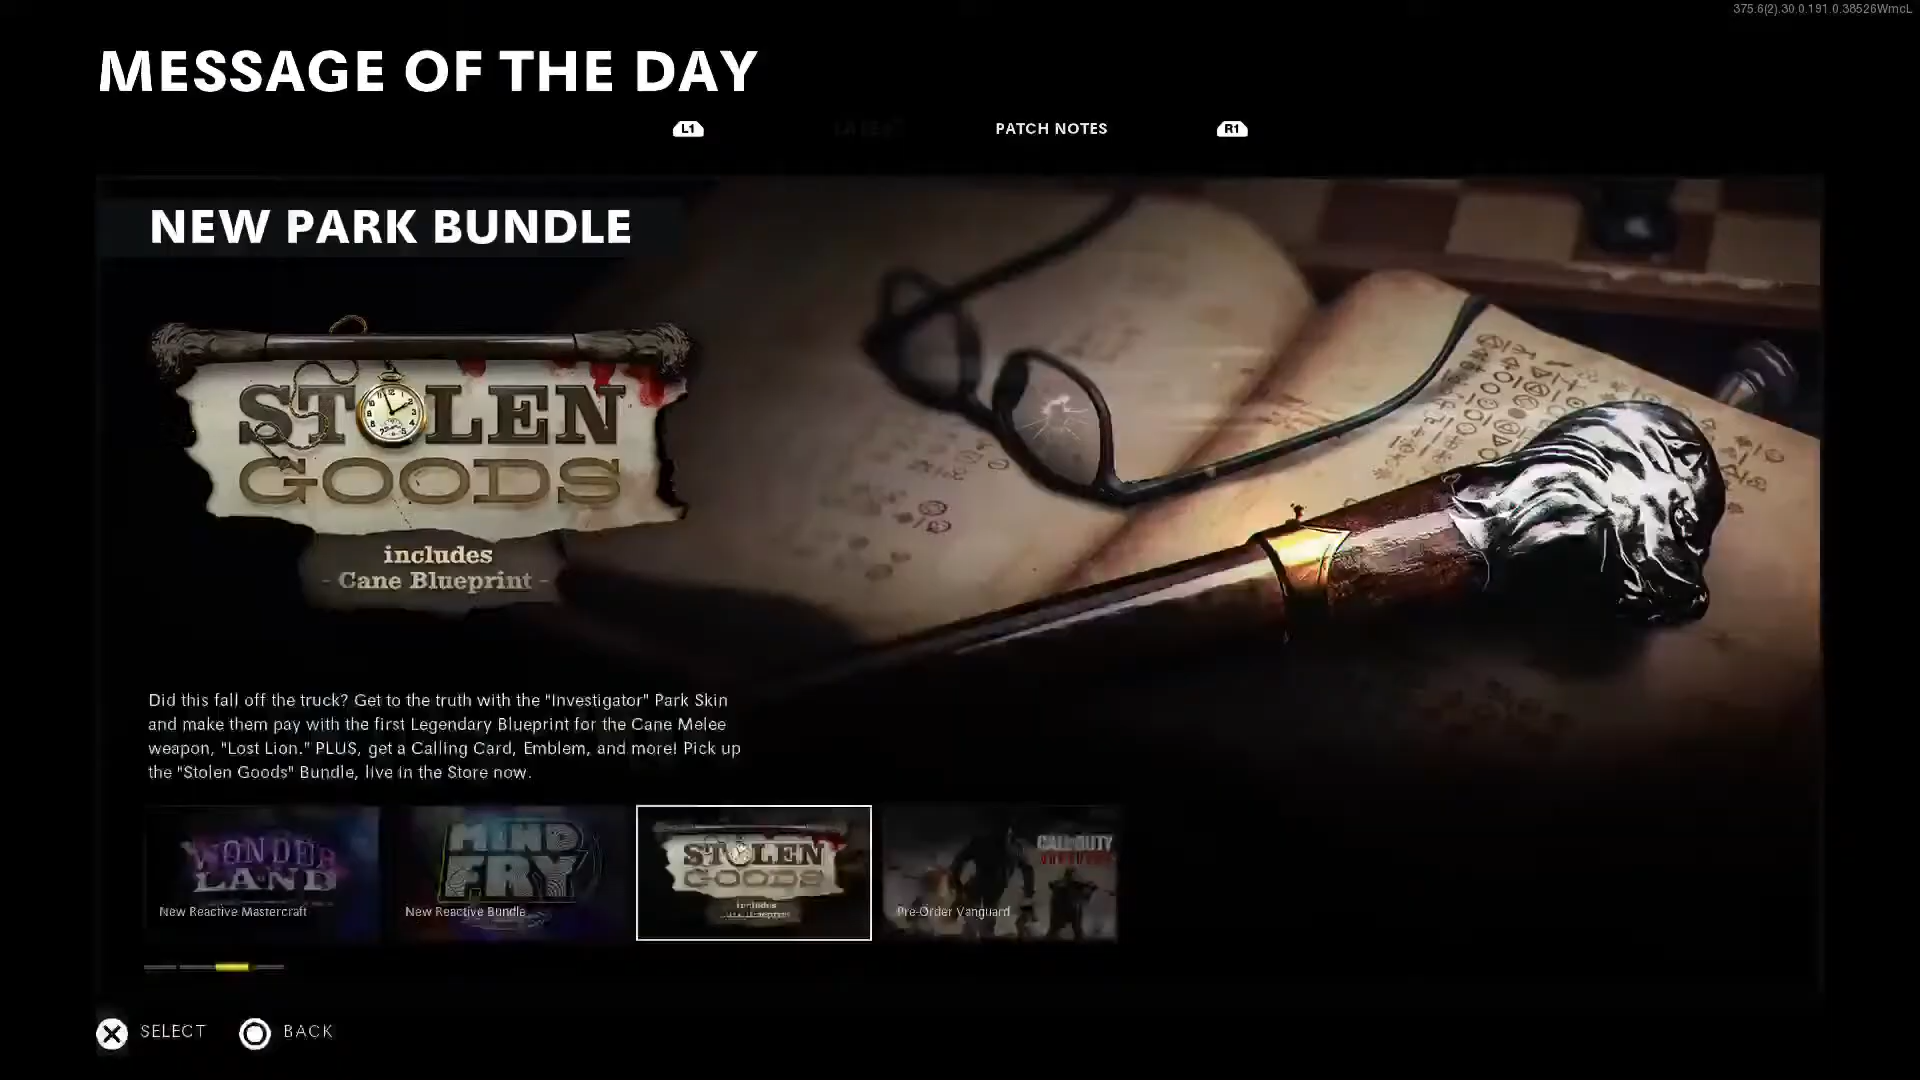 375.6(2).30.0.191.0.38526WmcL
MESSAGE OF THE DAY
L1
PATCH NOTES
R1
NEW PARK BUNDLE
STOLEN
GOODS
includes
- Cane Blueprint -
Did this fall off the truck? Get to the truth with the "Investigator" Park Skin
and make them pay with the first Legendary Blueprint for the Cane Melee
weapon, "Lost Lion." PLUS, get a Calling Card, Emblem, and more! Pick up
the "Stolen Goods" Bundle, live in the Store now.
WONDER
LAND
New Reactive Mastercraft
MIND
FRY
New Reactive Bundle
STOLEN
GOODS
includes
CALL OF DUTY
VANGUARD
Pre-Order Vanguard
SELECT
BACK